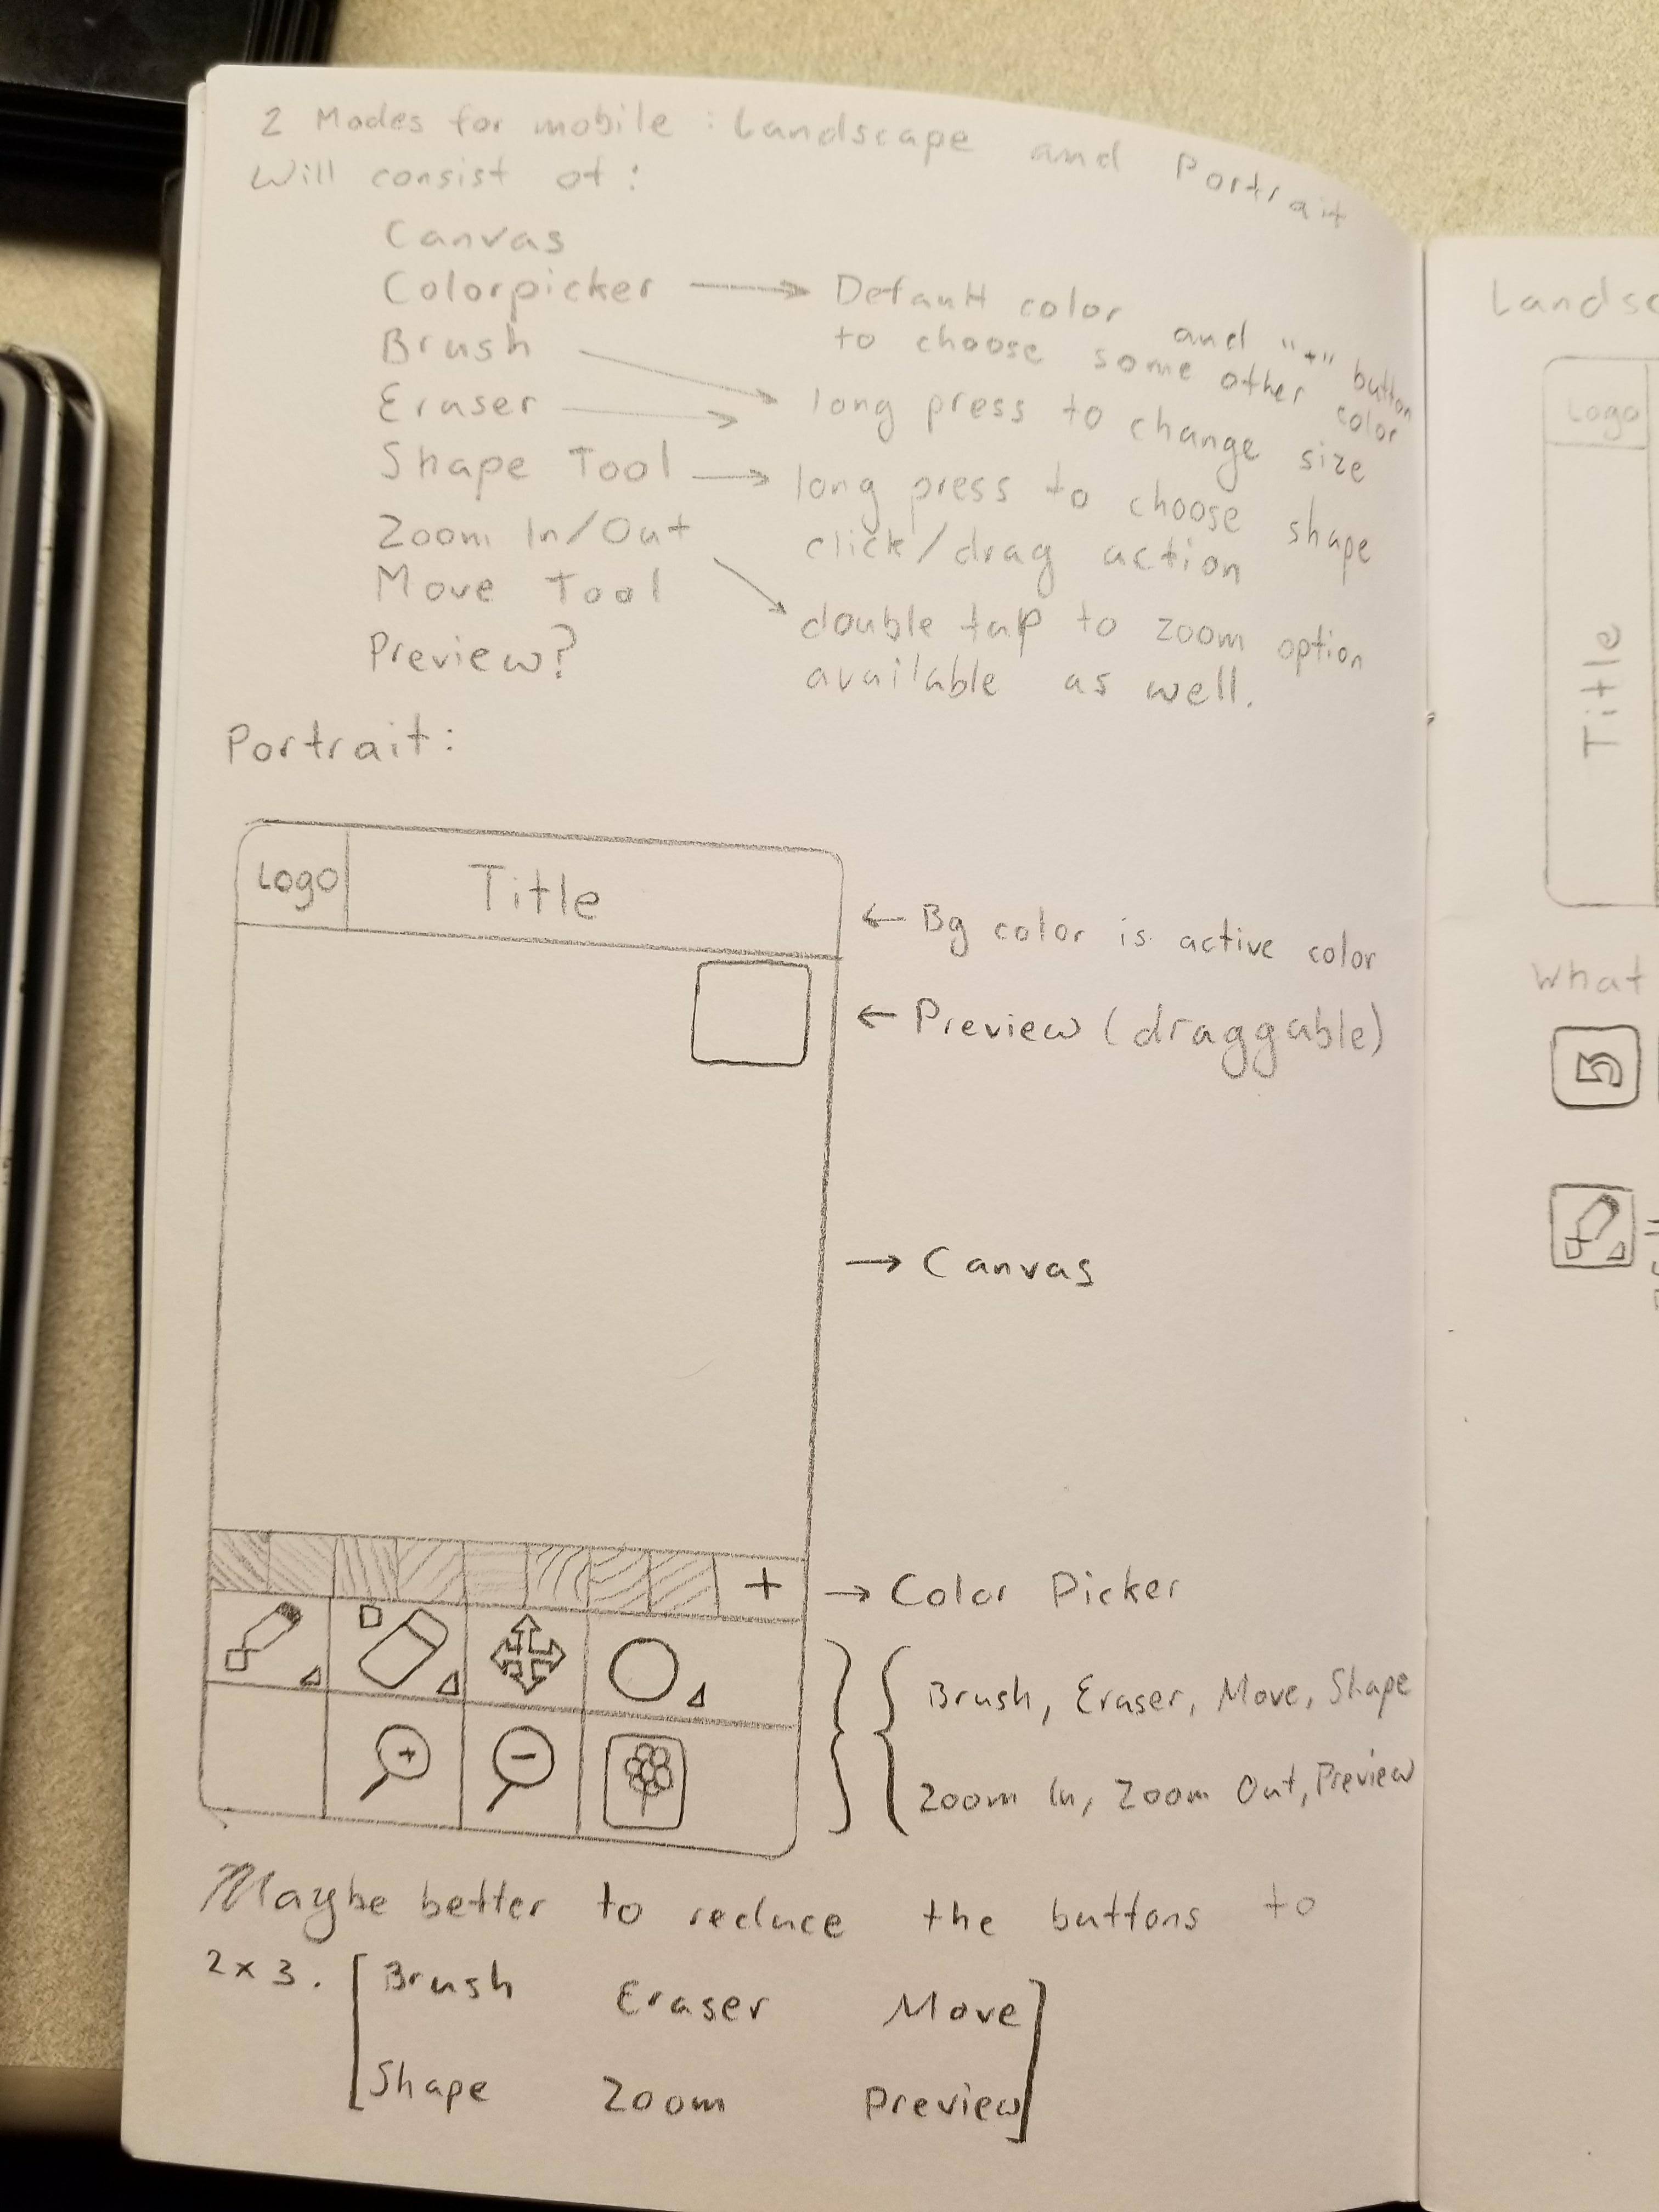 2 Modes for mobile : Landscape and Portrait
Will consist of :
Canvas
Colorpicker → Default color and "+" button
to choose some other color
Brush
Eraser
long press to change size
Shape Tool → long press to choose shape
click/drag action
Zoom In/Out
Move Tool
double tap to zoom option
available as well.
Preview?
Portrait :
Logo
Title
← Bg color is active color
← Preview (draggable)
→ Canvas
+
→ Color Picker
Brush, Eraser, Move, Shape
+
−
Zoom In, Zoom Out, Preview
Maybe better to reduce the buttons to
2 x 3. [Brush Eraser Move
Shape Zoom Preview]
Landsc
Logo
Title
What